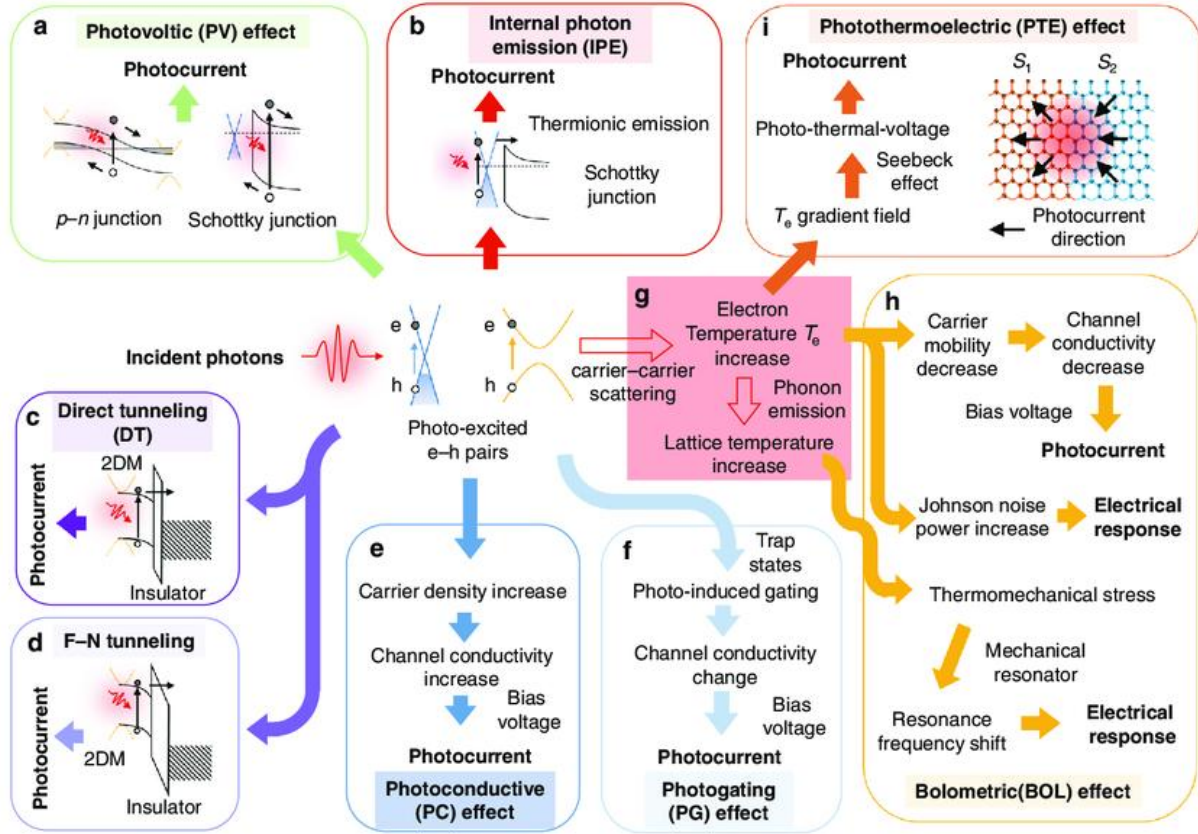 a
Photovoltic (PV) effect
Photocurrent
p–n junction
Schottky junction
b
Internal photon
emission (IPE)
Photocurrent
Thermionic emission
Schottky
junction
i
Photothermoelectric (PTE) effect
Photocurrent
S1
S2
Photo-thermal-voltage
Seebeck
effect
Te gradient field
Photocurrent
direction
Incident photons
e
h
e
h
Photo-excited
e–h pairs
carrier–carrier
scattering
g
Electron
Temperature Te
increase
Phonon
emission
Lattice temperature
increase
h
Carrier
mobility
decrease
Channel
conductivity
decrease
Bias voltage
Photocurrent
Johnson noise
power increase
Electrical
response
Thermomechanical stress
Mechanical
resonator
Resonance
frequency shift
Electrical
response
Bolometric(BOL) effect
c
Direct tunneling
(DT)
2DM
Photocurrent
Insulator
d
F–N tunneling
Photocurrent
2DM
Insulator
e
Carrier density increase
Channel conductivity
increase
Bias
voltage
Photocurrent
Photoconductive
(PC) effect
f
Trap
states
Photo-induced gating
Channel conductivity
change
Bias
voltage
Photocurrent
Photogating
(PG) effect